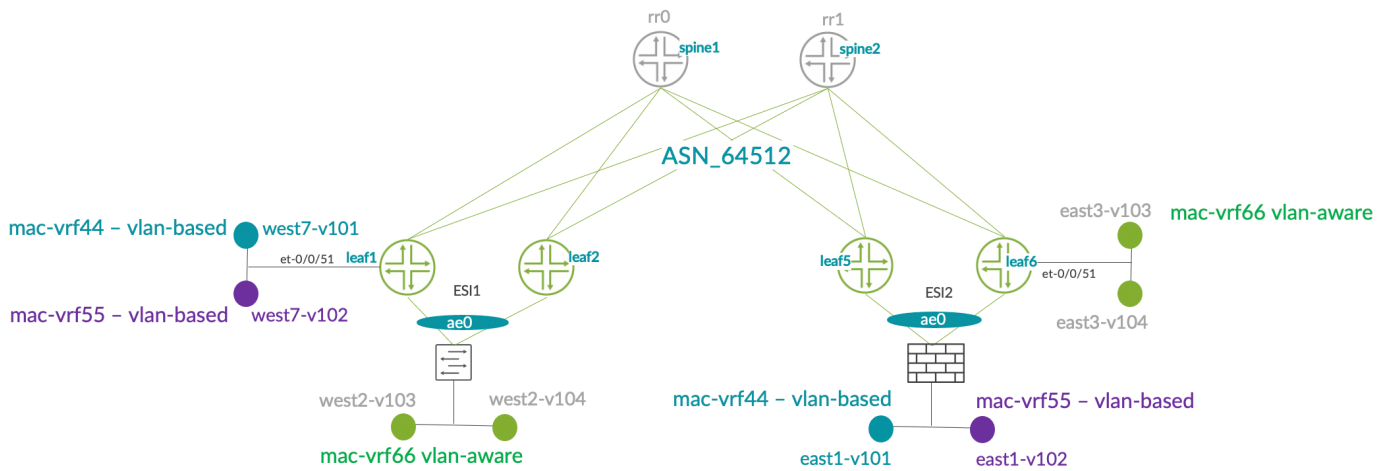 rr0
rr1
spine1
spine2
ASN_64512
mac-vrf44 – vlan-based
west7-v101
et-0/0/51
leaf1
leaf2
mac-vrf55 – vlan-based
west7-v102
ESI1
ae0
west2-v103
west2-v104
mac-vrf66 vlan-aware
leaf5
leaf6
east3-v103
mac-vrf66 vlan-aware
et-0/0/51
east3-v104
ESI2
ae0
mac-vrf44 – vlan-based
mac-vrf55 – vlan-based
east1-v101
east1-v102